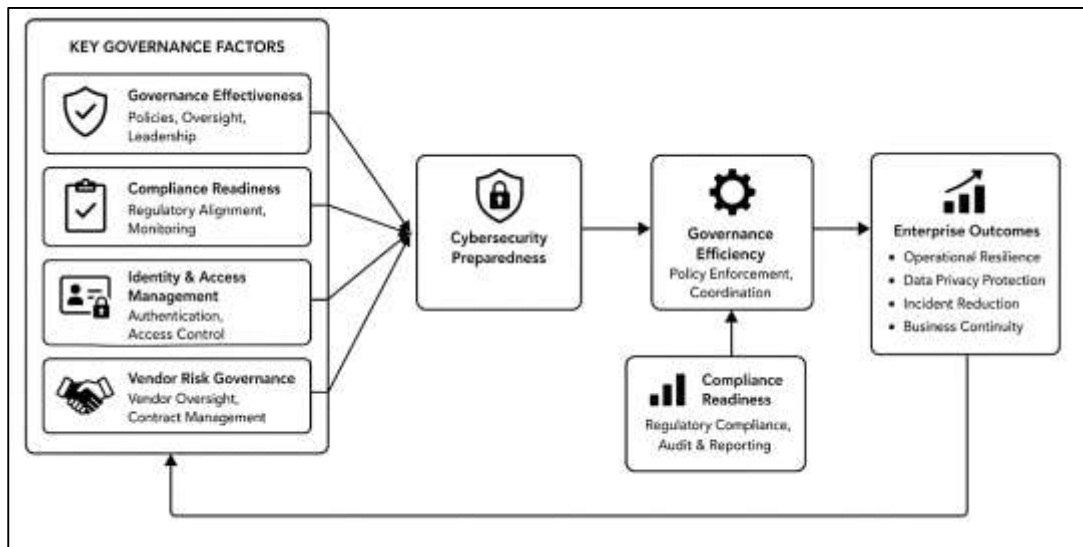 KEY GOVERNANCE FACTORS
Governance Effectiveness
Policies, Oversight,
Leadership
Compliance Readiness
Regulatory Alignment,
Monitoring
Identity & Access
Management
Authentication,
Access Control
Vendor Risk Governance
Vendor Oversight,
Contract Management
Cybersecurity
Preparedness
Governance
Efficiency
Policy Enforcement,
Coordination
Compliance
Readiness
Regulatory Compliance,
Audit & Reporting
Enterprise Outcomes
• Operational Resilience
• Data Privacy Protection
• Incident Reduction
• Business Continuity